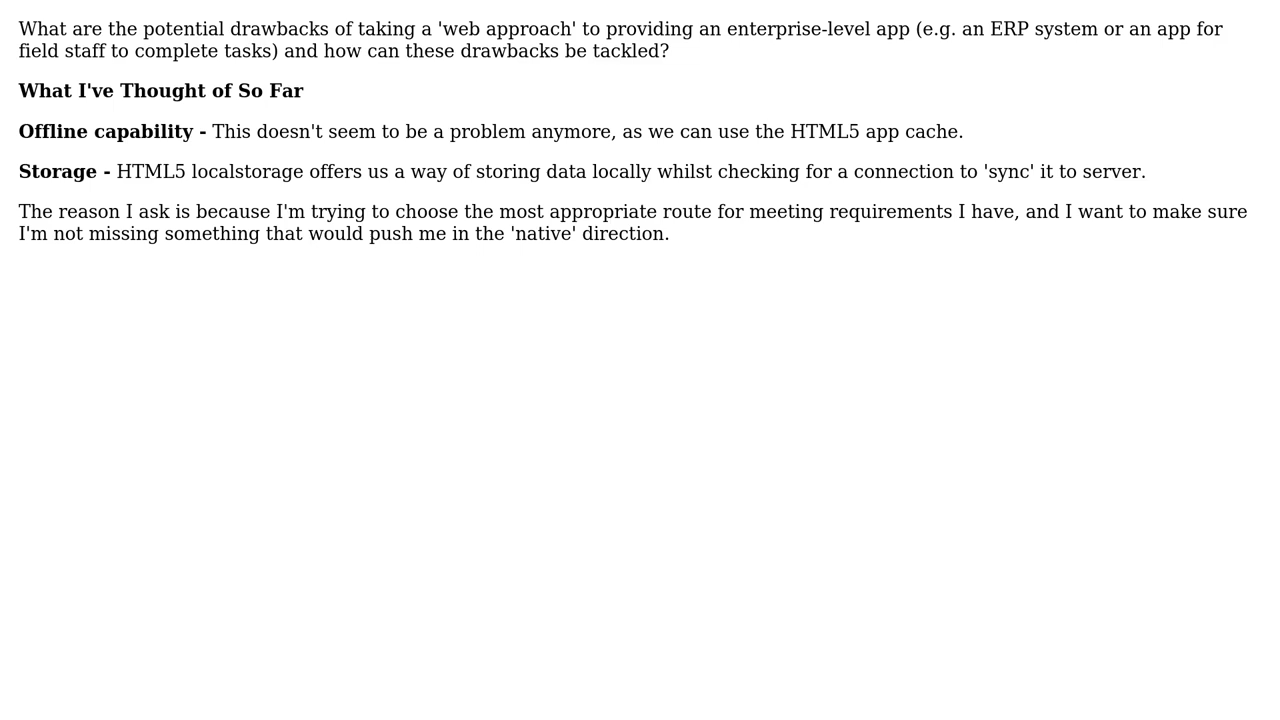 What are the potential drawbacks of taking a 'web approach' to providing an enterprise-level app (e.g. an ERP system or an app for
field staff to complete tasks) and how can these drawbacks be tackled?
What I've Thought of So Far
Offline capability - This doesn't seem to be a problem anymore, as we can use the HTML5 app cache.
Storage - HTML5 localstorage offers us a way of storing data locally whilst checking for a connection to 'sync' it to server.
The reason I ask is because I'm trying to choose the most appropriate route for meeting requirements I have, and I want to make sure
I'm not missing something that would push me in the 'native' direction.